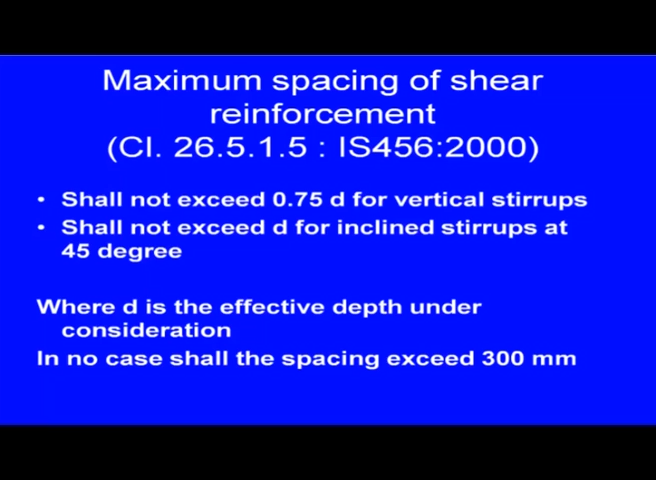 Maximum spacing of shear
reinforcement
(Cl. 26.5.1.5 : IS456:2000)
• Shall not exceed 0.75 d for vertical stirrups
• Shall not exceed d for inclined stirrups at
45 degree
Where d is the effective depth under
consideration
In no case shall the spacing exceed 300 mm